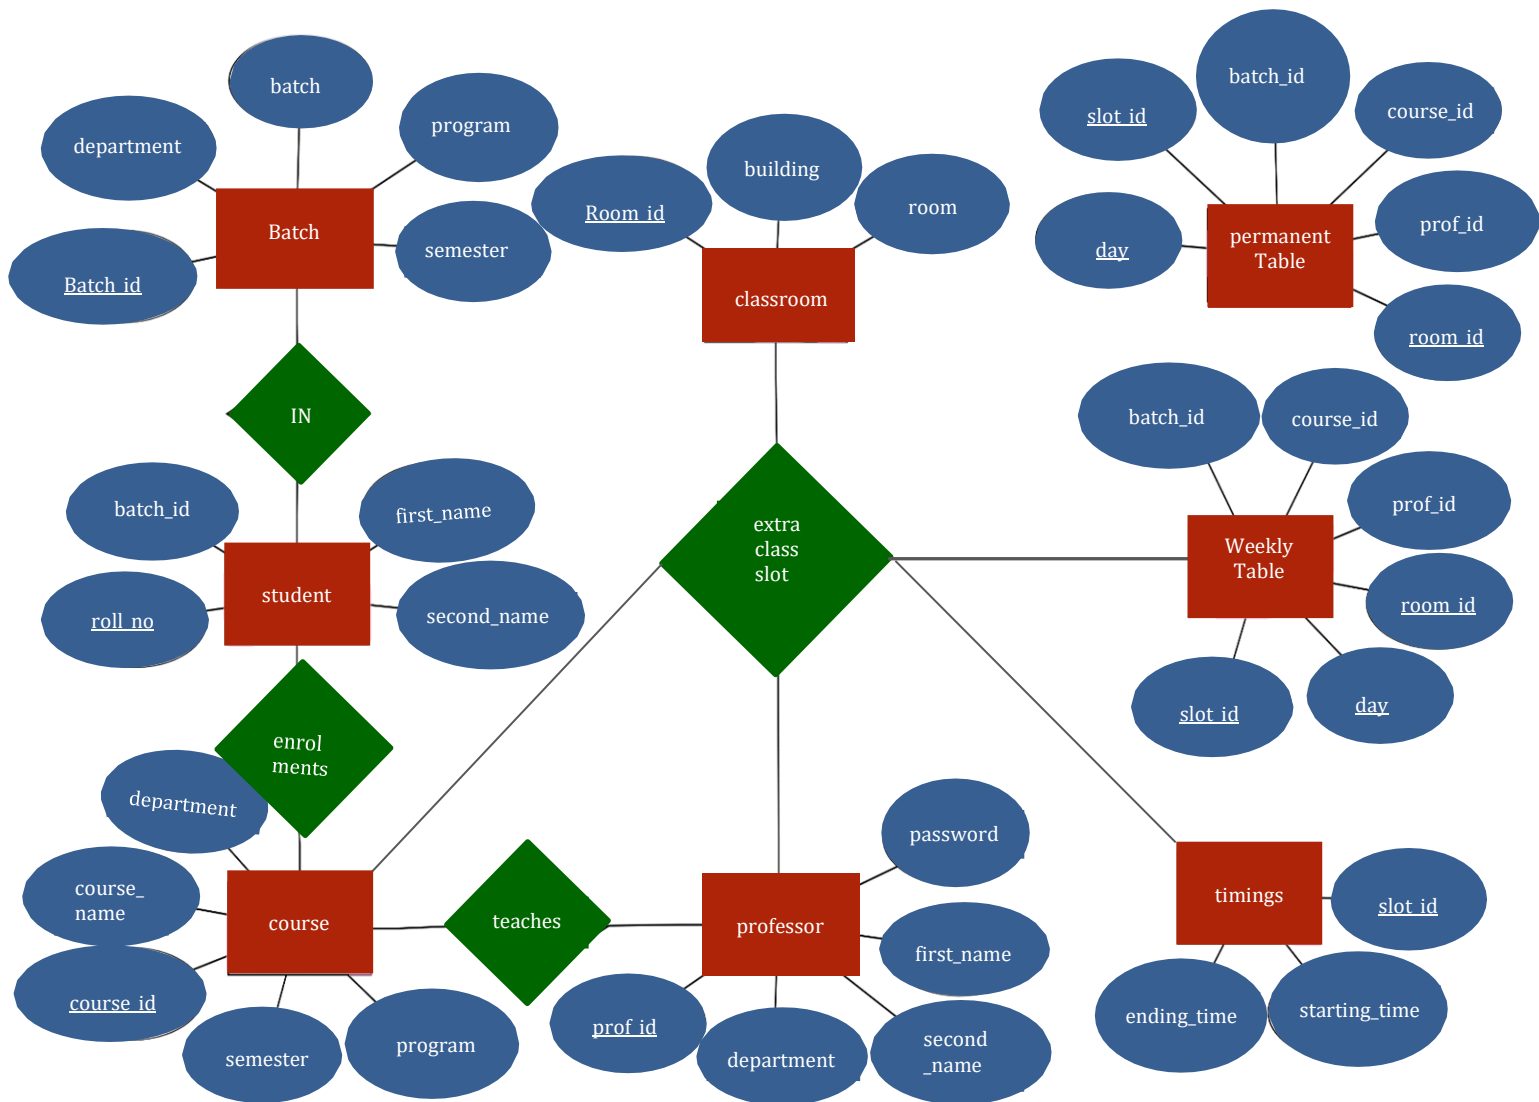 batch
department
program
Batch
semester
Batch_id
IN
batch_id
first_name
student
roll_no
second_name
enrol
ments
department
course_
name
course
course_id
semester
program
teaches
building
Room_id
room
classroom
extra
class
slot
password
professor
first_name
prof_id
department
second
_name
batch_id
slot_id
course_id
permanent
Table
prof_id
day
room_id
batch_id
course_id
prof_id
Weekly
Table
room_id
slot_id
day
timings
slot_id
ending_time
starting_time